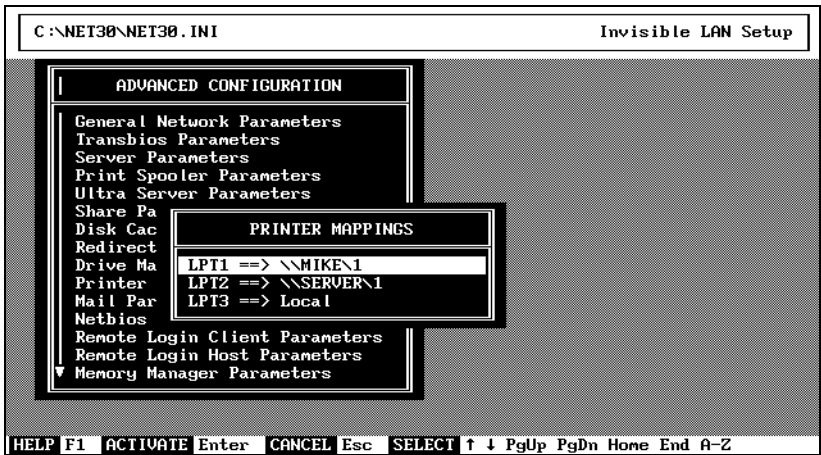 C:\NET30\NET30.INI Invisible LAN Setup
ADVANCED CONFIGURATION
General Network Parameters
Transbios Parameters
Server Parameters
Print Spooler Parameters
Ultra Server Parameters
Share Pa
Disk Cac
Redirect
Drive Ma
Printer
Mail Par
Netbios
Remote Login Client Parameters
Remote Login Host Parameters
▼ Memory Manager Parameters
PRINTER MAPPINGS
LPT1 ==> \\MIKE\1
LPT2 ==> \\SERVER\1
LPT3 ==> Local
HELP F1 ACTIVATE Enter CANCEL Esc SELECT ↑ ↓ PgUp PgDn Home End A-Z